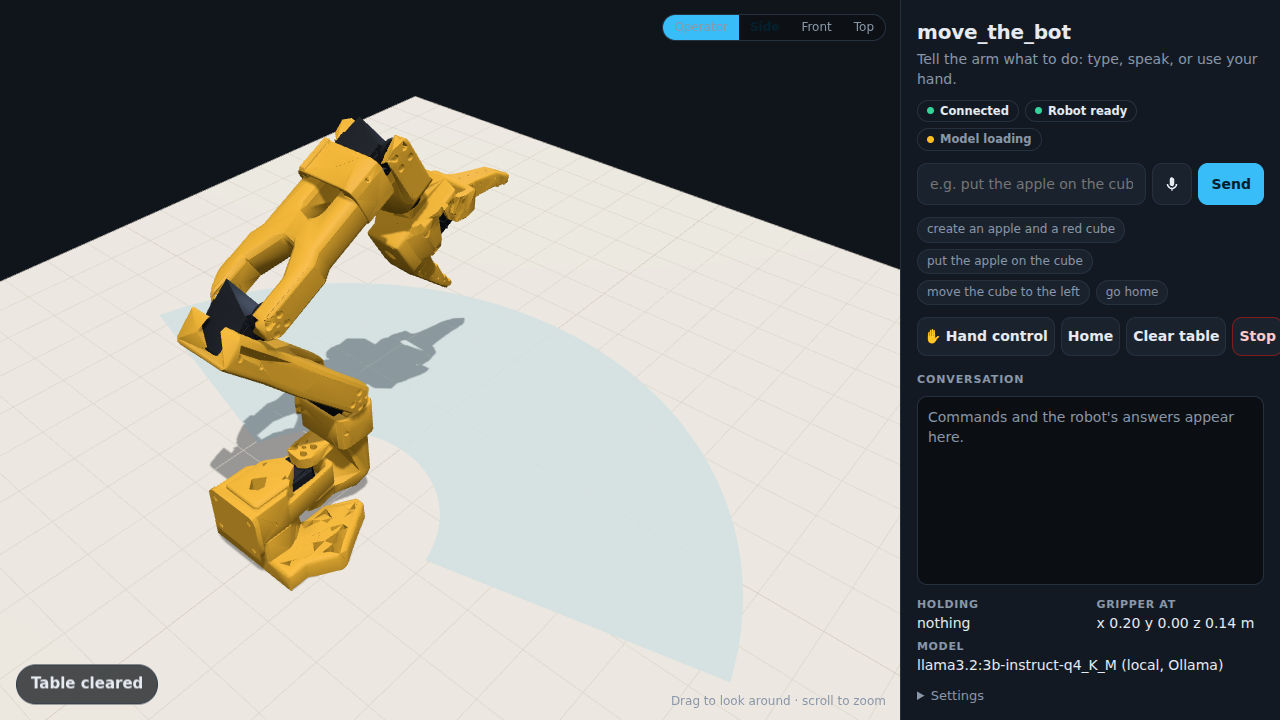 Operator Side Front Top
move_the_bot
Tell the arm what to do: type, speak, or use your
hand.
Connected Robot ready
Model loading
e.g. put the apple on the cub Send
create an apple and a red cube
put the apple on the cube
move the cube to the left go home
Hand control Home Clear table Stop
CONVERSATION
Commands and the robot's answers appear
here.
HOLDING GRIPPER AT
nothing x 0.20 y 0.00 z 0.14 m
MODEL
llama3.2:3b-instruct-q4_K_M (local, Ollama)
Settings
Table cleared
Drag to look around · scroll to zoom